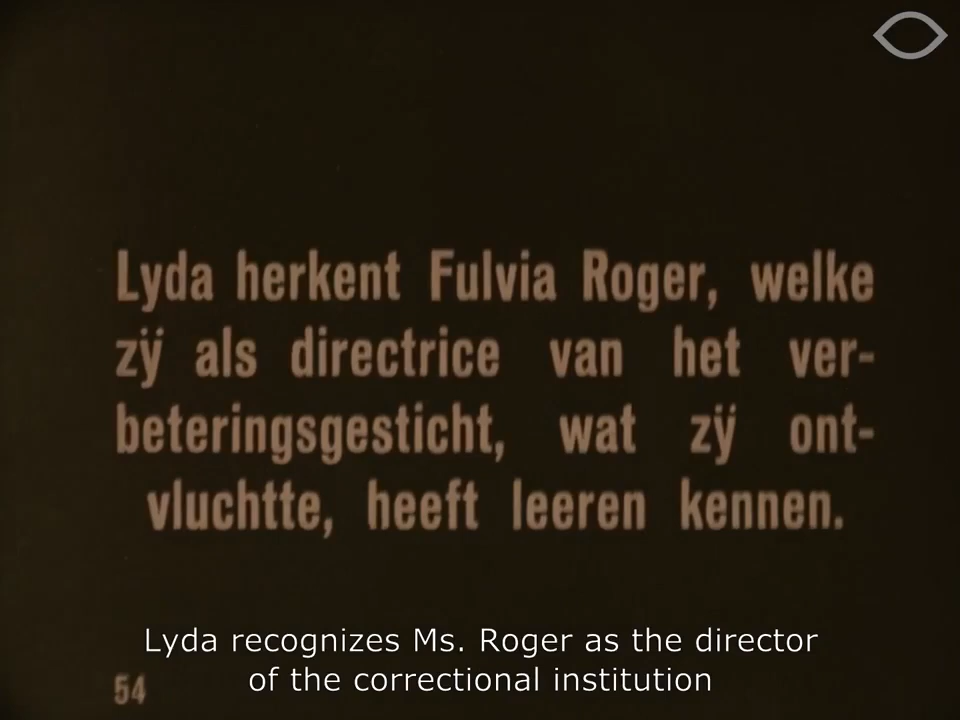 Lyda herkent Fulvia Roger, welke
zÿ als directrice van het ver-
beteringsgesticht, wat zÿ ont-
vluchtte, heeft leeren kennen.
Lyda recognizes Ms. Roger as the director
of the correctional institution
54